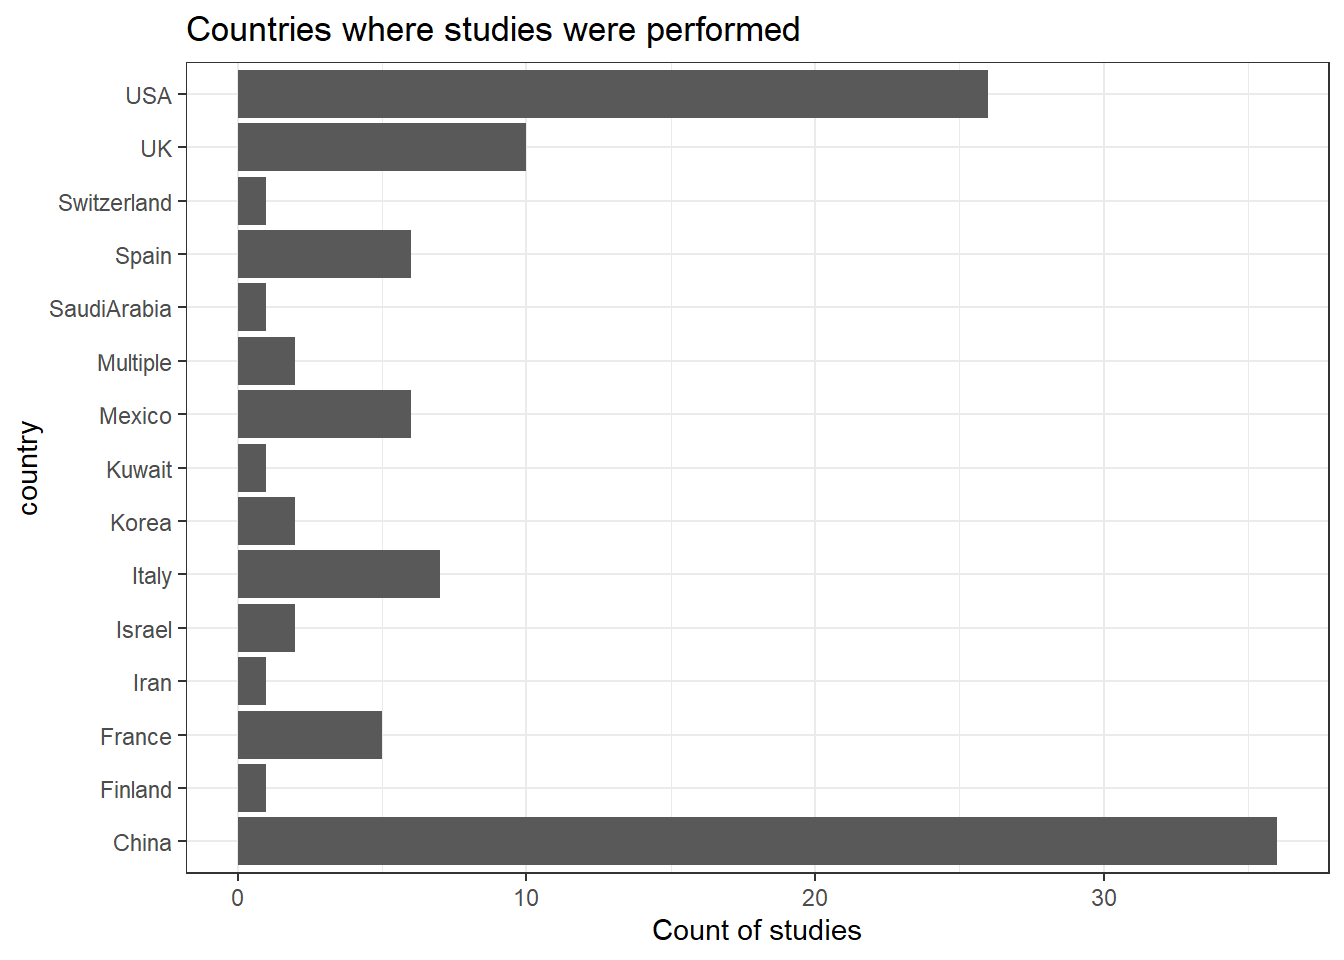 Countries where studies were performed
USA
UK
Switzerland
Spain
SaudiArabia
Multiple
Mexico
Kuwait
Korea
Italy
Israel
Iran
France
Finland
China
country
0 10 20 30
Count of studies